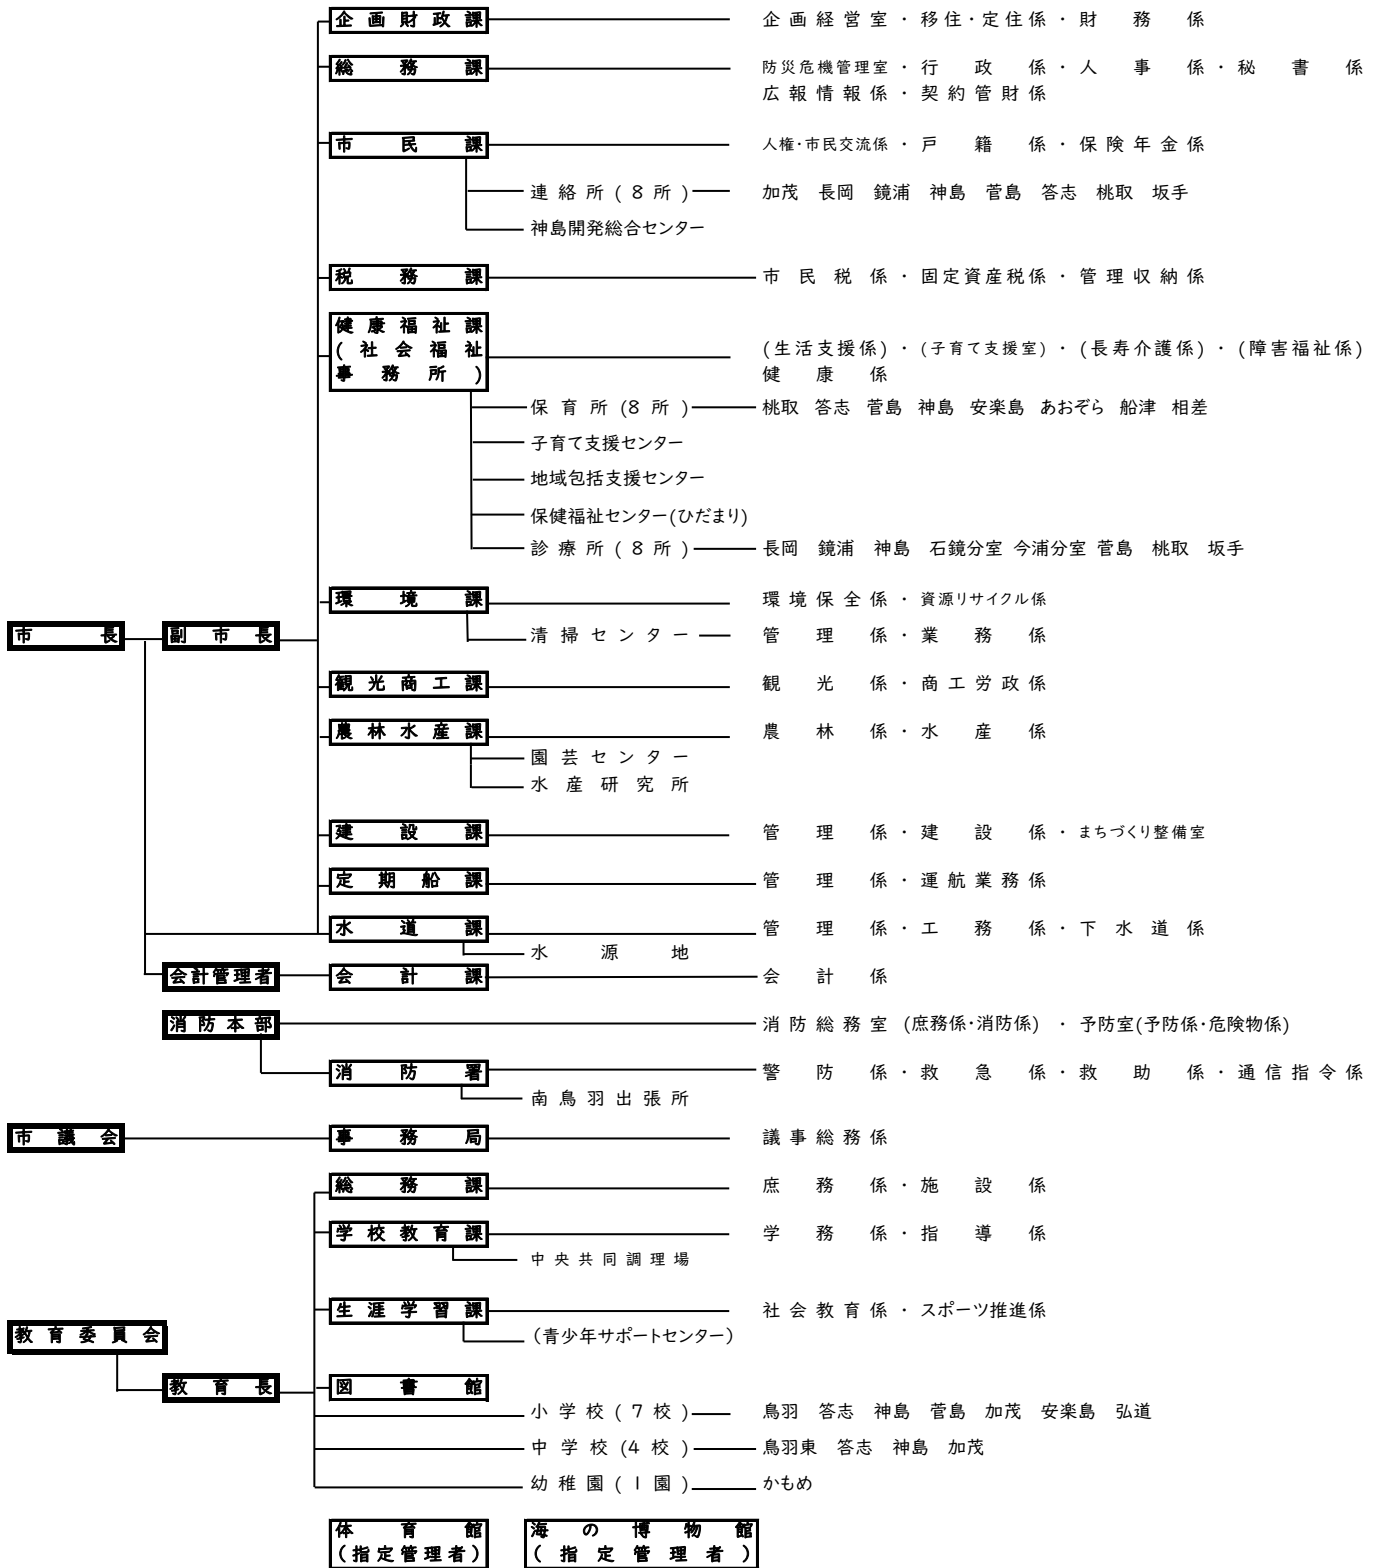 企画財政課 企画経営室・移住・定住係・財務係
総務課 防災危機管理室・行政係・人事係・秘書係
広報情報係・契約管財係
市民課 人権・市民交流係・戸籍係・保険年金係
連絡所(8所) 加茂 長岡 鏡浦 神島 菅島 答志 桃取 坂手
神島開発総合センター
税務課 市民税係・固定資産税係・管理収納係
健康福祉課
(社会福祉 (生活支援係)・(子育て支援室)・(長寿介護係)・(障害福祉係)
事務所) 健康係
保育所(8所) 桃取 答志 菅島 神島 安楽島 あおぞら 船津 相差
子育て支援センター
地域包括支援センター
保健福祉センター(ひだまり)
診療所(8所) 長岡 鏡浦 神島 石鏡分室 今浦分室 菅島 桃取 坂手
環境課 環境保全係・資源リサイクル係
市長 副市長 清掃センター 管理係・業務係
観光商工課 観光係・商工労政係
農林水産課 農林係・水産係
園芸センター
水産研究所
建設課 管理係・建設係・まちづくり整備室
定期船課 管理係・運航業務係
水道課 管理係・工務係・下水道係
水源地
会計管理者 会計課 会計係
消防本部 消防総務室(庶務係・消防係)・予防室(予防係・危険物係)
消防署 警防係・救急係・救助係・通信指令係
南鳥羽出張所
市議会 事務局 議事総務係
総務課 庶務係・施設係
学校教育課 学務係・指導係
中央共同調理場
生涯学習課 社会教育係・スポーツ推進係
教育委員会 (青少年サポートセンター)
教育長 図書館
小学校(7校) 鳥羽 答志 神島 菅島 加茂 安楽島 弘道
中学校(4校) 鳥羽東 答志 神島 加茂
幼稚園(1園) かもめ
体育館 海の博物館
(指定管理者) (指定管理者)